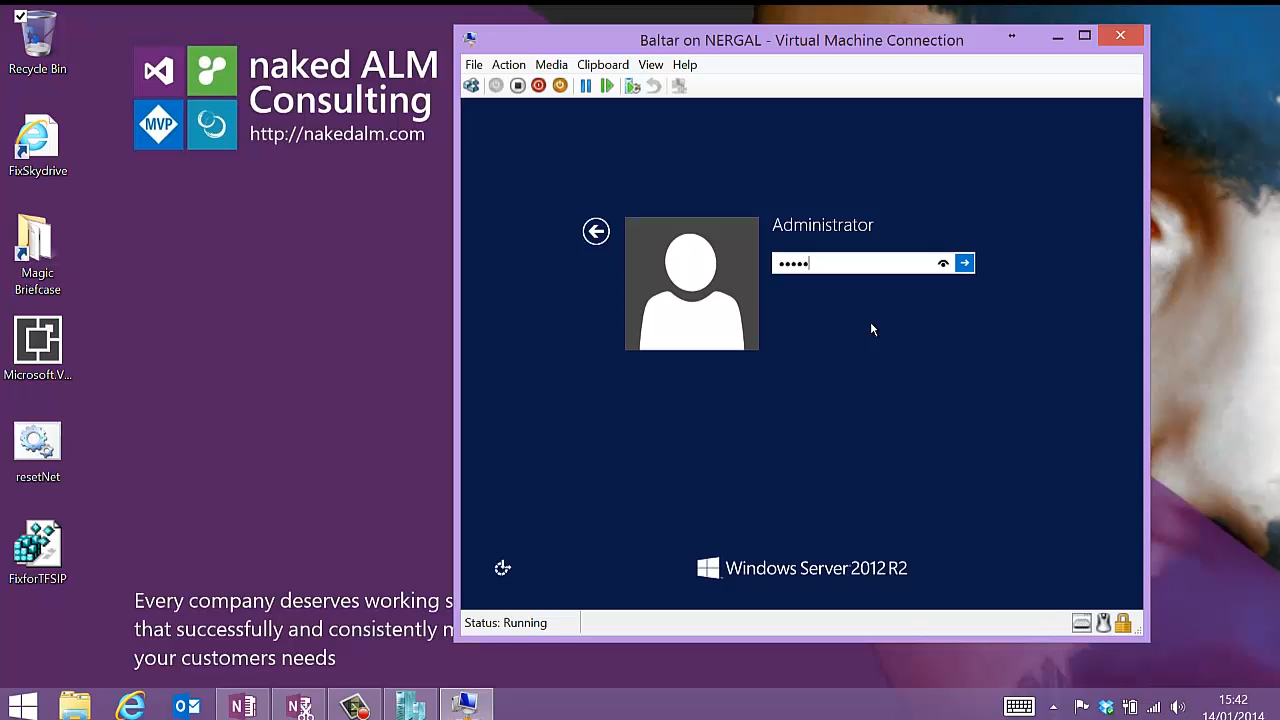 Recycle Bin
FixSkydrive
Magic
Briefcase
Microsoft.V...
resetNet
FixforTFSIP
naked ALM
Consulting
MVP
http://nakedalm.com
Every company deserves working s
that successfully and consistently m
your customers needs
Baltar on NERGAL - Virtual Machine Connection
File Action Media Clipboard View Help
Administrator
•••••
Windows Server 2012 R2
Status: Running
15:42
14/01/2014